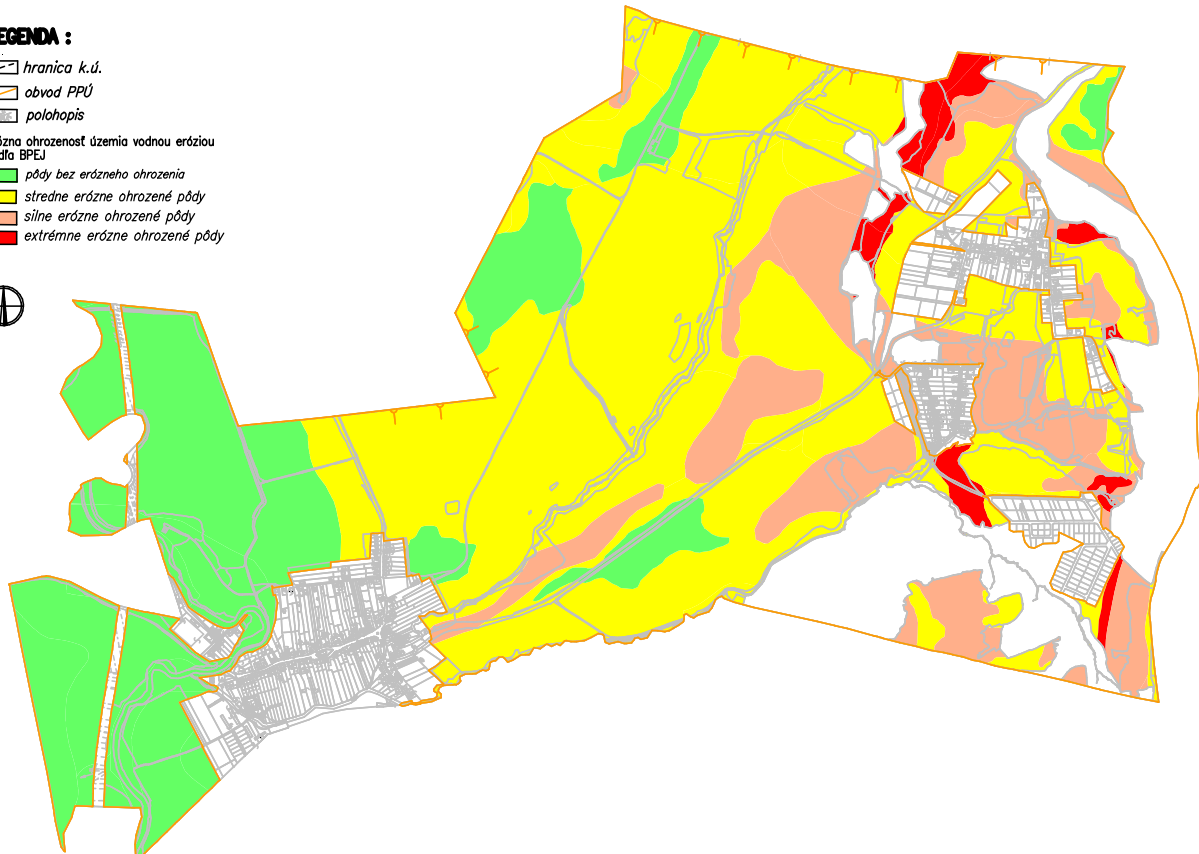 EGENDA :
hranica k.ú.
obvod PPÚ
polohopis
ózna ohrozenosť územia vodnou eróziou
dľa BPEJ
pôdy bez erózneho ohrozenia
stredne erózne ohrozené pôdy
silne erózne ohrozené pôdy
extrémne erózne ohrozené pôdy